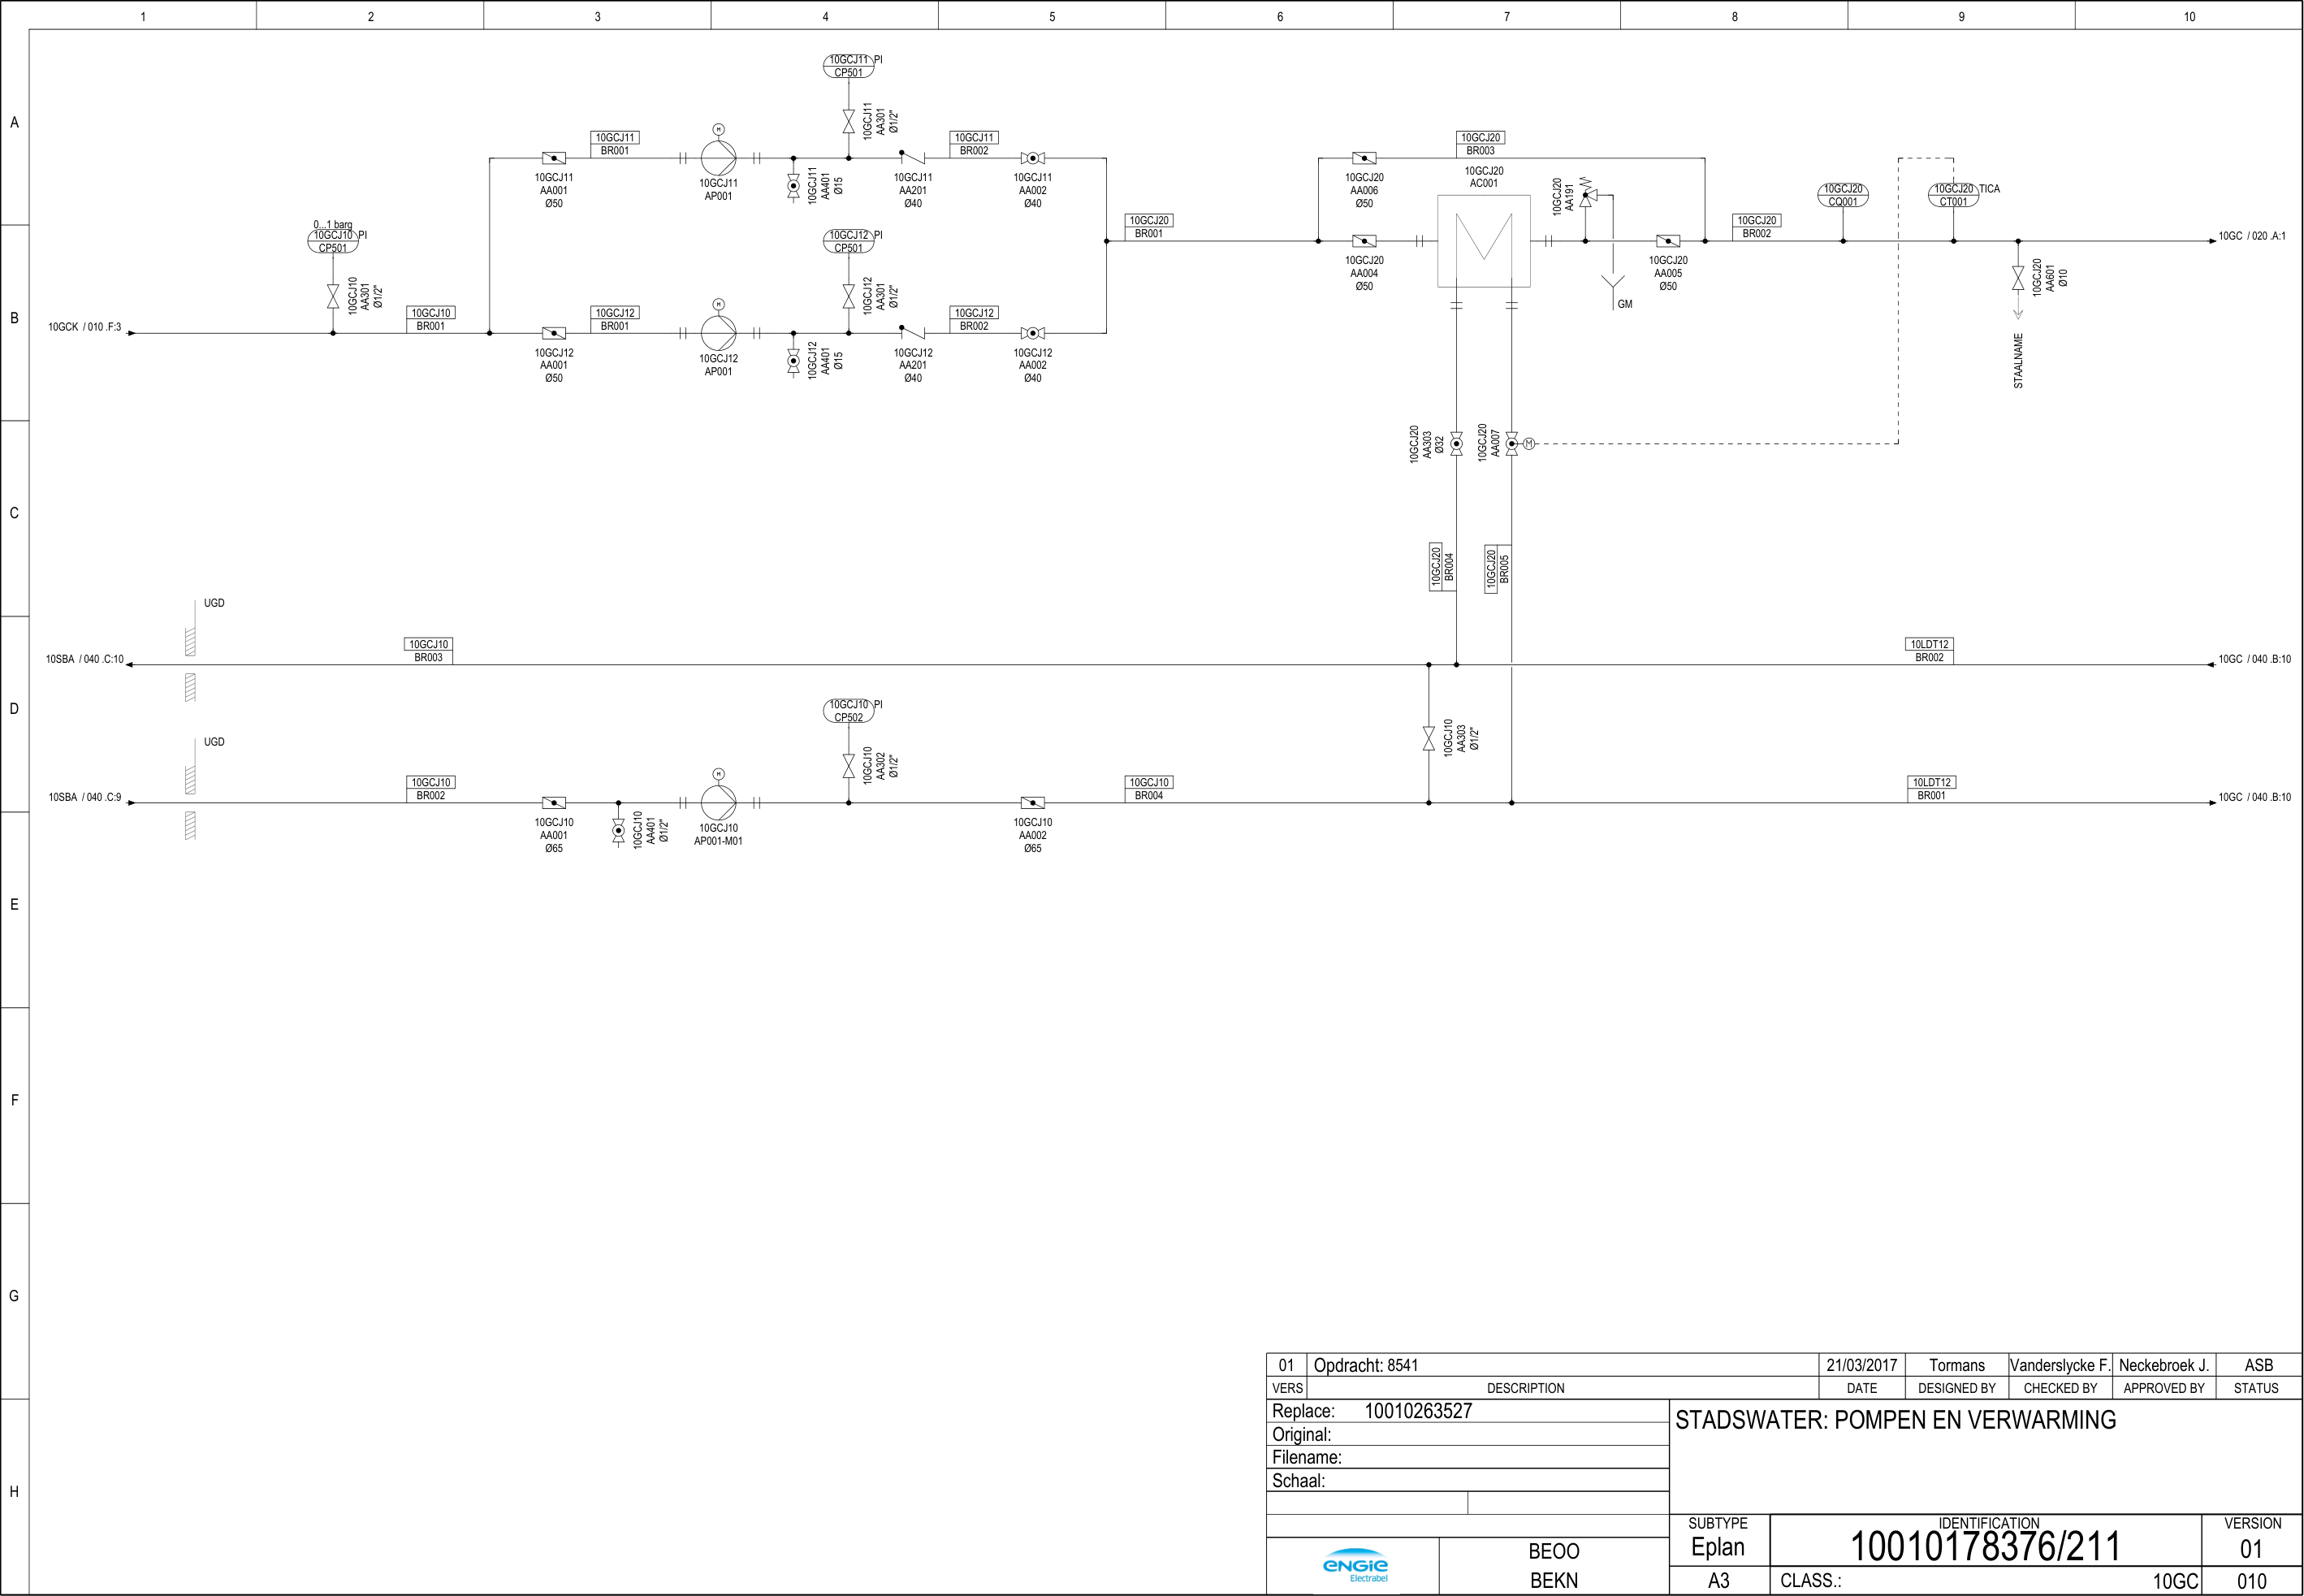 1 2 3 4 5 6 7 8 9 10
A
B
C
D
E
F
G
H
10GCJ11 PI
CP501
10GCJ11
AA301
Ø1/2"
10GCJ11
BR001
10GCJ11
BR002
10GCJ11
AA001
Ø50
10GCJ11
AP001
10GCJ11
AA401
Ø15
10GCJ11
AA201
Ø40
10GCJ11
AA002
Ø40
10GCJ20
BR003
10GCJ20
AC001
10GCJ20
AA006
Ø50
10GCJ20
AA191
10GCJ20
CQ001
10GCJ20 TICA
CT001
10GCJ20
BR001
10GCJ20
BR002
10GC / 020 .A:1
10GCJ20
AA004
Ø50
10GCJ20
AA005
Ø50
GM
10GCJ20
AA601
Ø10
STAALNAME
0...1 barg
10GCJ10 PI
CP501
10GCJ10
AA301
Ø1/2"
10GCJ12 PI
CP501
10GCJ12
AA301
Ø1/2"
10GCK / 010 .F:3
10GCJ10
BR001
10GCJ12
BR001
10GCJ12
BR002
10GCJ12
AA001
Ø50
10GCJ12
AP001
10GCJ12
AA401
Ø15
10GCJ12
AA201
Ø40
10GCJ12
AA002
Ø40
10GCJ20
AA303
Ø32
10GCJ20
AA007
10GCJ20
BR004
10GCJ20
BR005
UGD
10SBA / 040 .C:10
10GCJ10
BR003
10LDT12
BR002
10GC / 040 .B:10
10GCJ10 PI
CP502
10GCJ10
AA302
Ø1/2"
10GCJ10
AA303
Ø1/2"
UGD
10SBA / 040 .C:9
10GCJ10
BR002
10GCJ10
BR004
10LDT12
BR001
10GC / 040 .B:10
10GCJ10
AA001
Ø65
10GCJ10
AA401
Ø1/2"
10GCJ10
AP001-M01
10GCJ10
AA002
Ø65
M
M
M
M
01 Opdracht: 8541 21/03/2017 Tormans Vanderslycke F. Neckebroek J. ASB
VERS DESCRIPTION DATE DESIGNED BY CHECKED BY APPROVED BY STATUS
Replace: 10010263527
Original:
Filename:
Schaal:
STADSWATER: POMPEN EN VERWARMING
ENGIE
Electrabel
BEOO
BEKN
SUBTYPE IDENTIFICATION VERSION
Eplan 10010178376/211 01
A3 CLASS.: 10GC 010